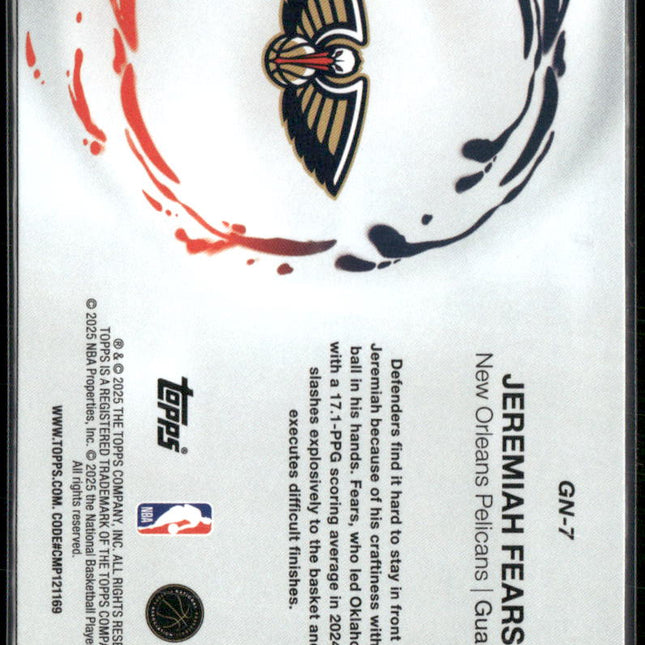 GN-7
JEREMIAH FEARS
New Orleans Pelicans | Gua
Defenders find it hard to stay in front
Jeremiah because of his craftiness with
ball in his hands. Fears, who led Oklaho
with a 17.1-PPG scoring average in 2024
slashes explosively to the basket and
executes difficult finishes.
topps®
NBA
® & © 2025 THE TOPPS COMPANY, INC. ALL RIGHTS RESE
TOPPS IS A REGISTERED TRADEMARK OF THE TOPPS COMPA
© 2025 NBA Properties, Inc. © 2025 the National Basketball Playe
All rights reserved.
WWW.TOPPS.COM. CODE#CMP121169